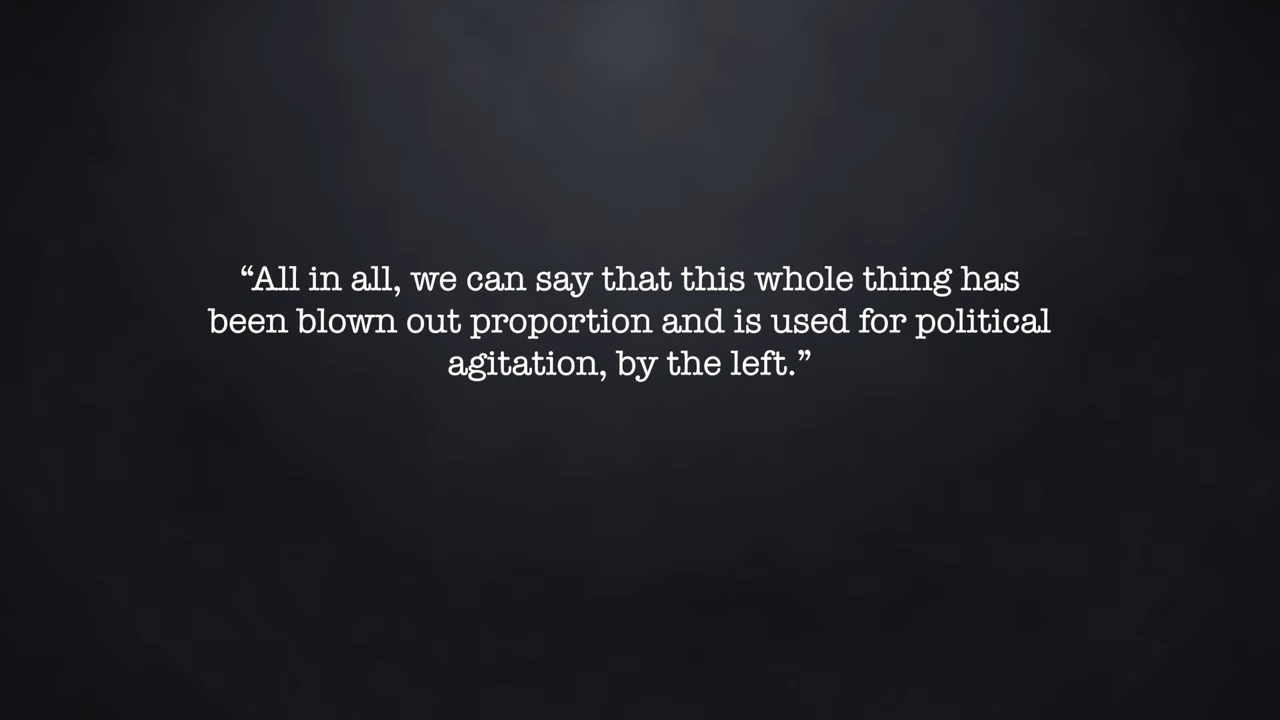 “All in all, we can say that this whole thing has
been blown out proportion and is used for political
agitation, by the left.”